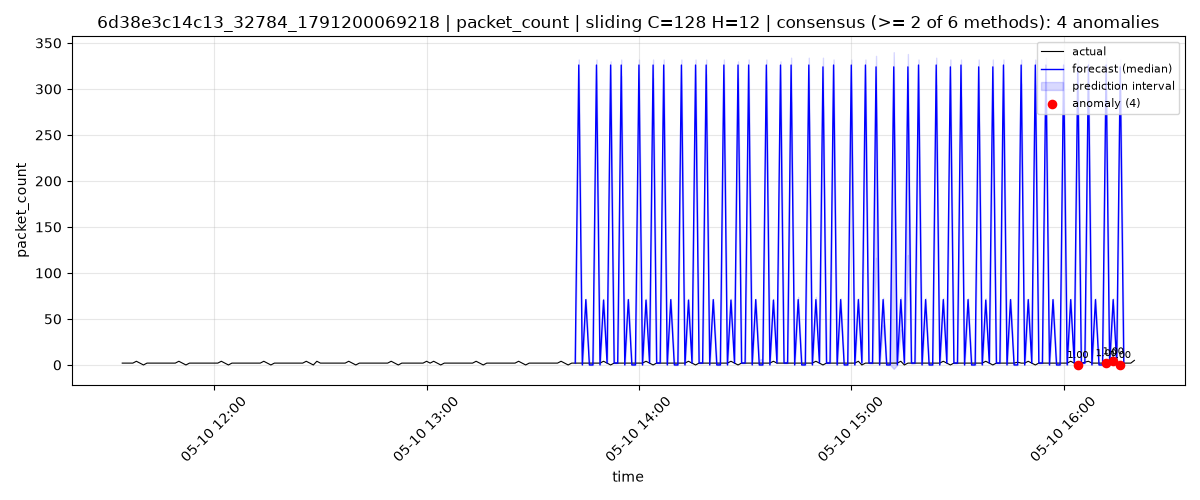 6d38e3c14c13_32784_1791200069218 | packet_count | sliding C=128 H=12 | consensus (>= 2 of 6 methods): 4 anomalies
actual
forecast (median)
prediction interval
anomaly (4)
350
300
250
200
150
100
50
0
packet_count
1.00
05-10 12:00
05-10 13:00
05-10 14:00
05-10 15:00
05-10 16:00
time